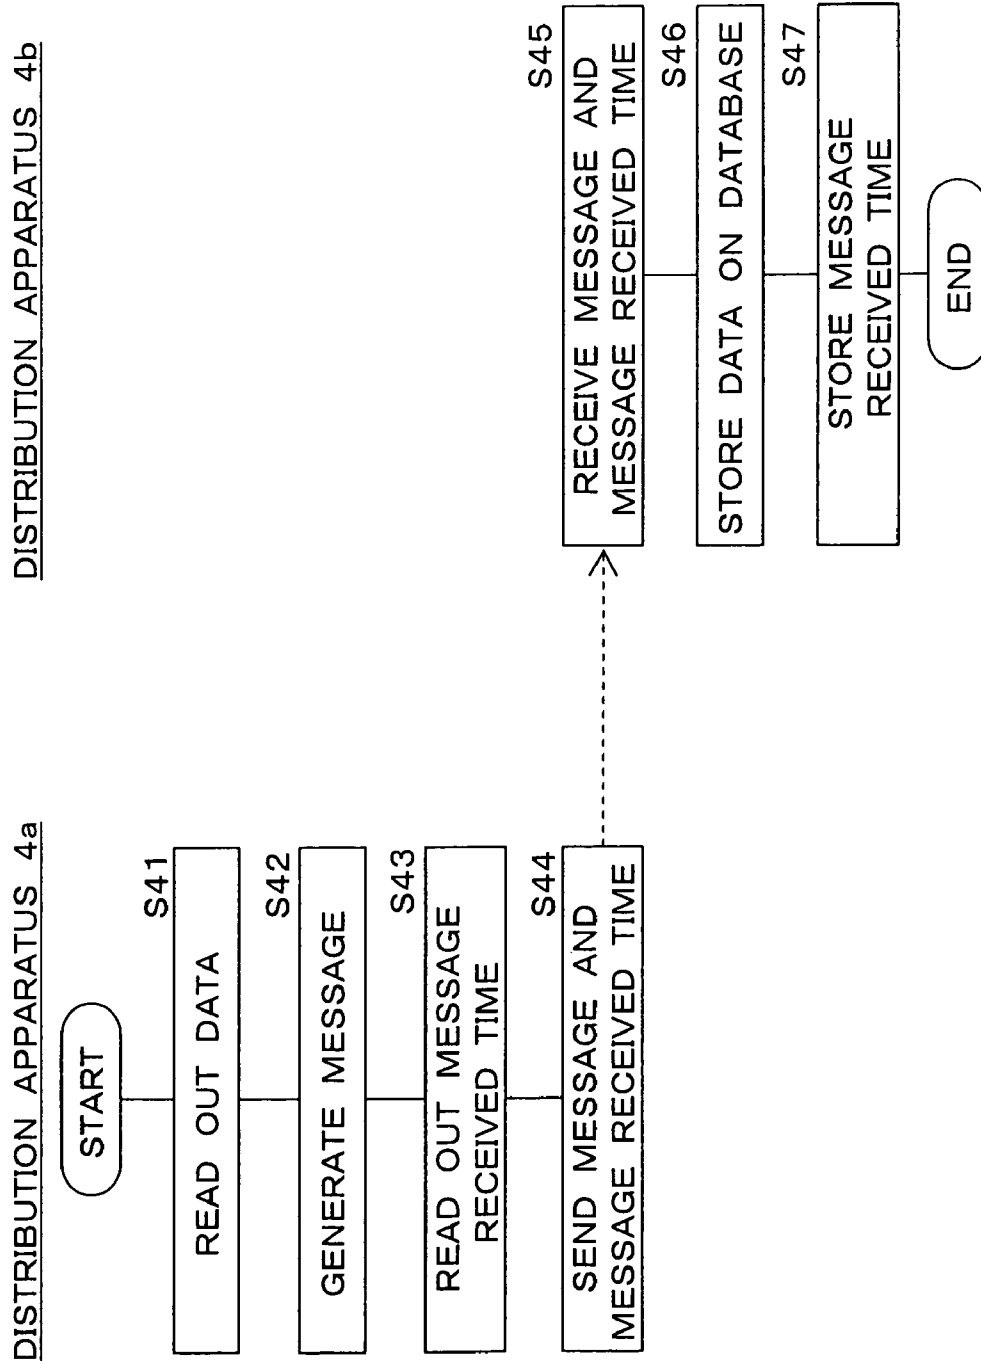 DISTRIBUTION APPARATUS 4a
START
S41
READ OUT DATA
S42
GENERATE MESSAGE
S43
READ OUT MESSAGE
RECEIVED TIME
S44
SEND MESSAGE AND
MESSAGE RECEIVED TIME
DISTRIBUTION APPARATUS 4b
S45
RECEIVE MESSAGE AND
MESSAGE RECEIVED TIME
S46
STORE DATA ON DATABASE
S47
STORE MESSAGE
RECEIVED TIME
END